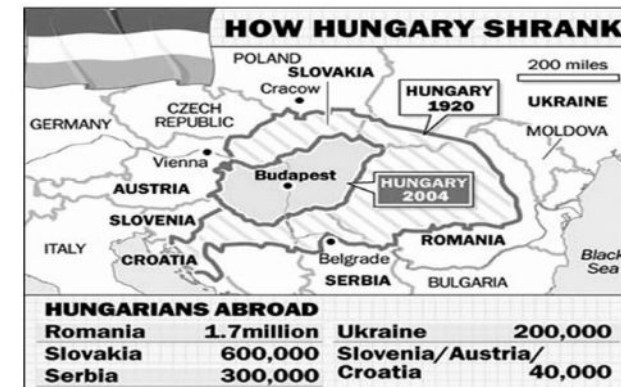 HOW HUNGARY SHRANK
POLAND
SLOVAKIA
200 miles
Cracow
HUNGARY
1920
UKRAINE
CZECH
REPUBLIC
GERMANY
MOLDOVA
Vienna
Budapest
AUSTRIA
HUNGARY
2004
SLOVENIA
ITALY
CROATIA
Belgrade
ROMANIA
Black
Sea
SERBIA
BULGARIA
HUNGARIANS ABROAD
Romania 1.7million
Slovakia 600,000
Serbia 300,000
Ukraine 200,000
Slovenia/Austria/
Croatia 40,000